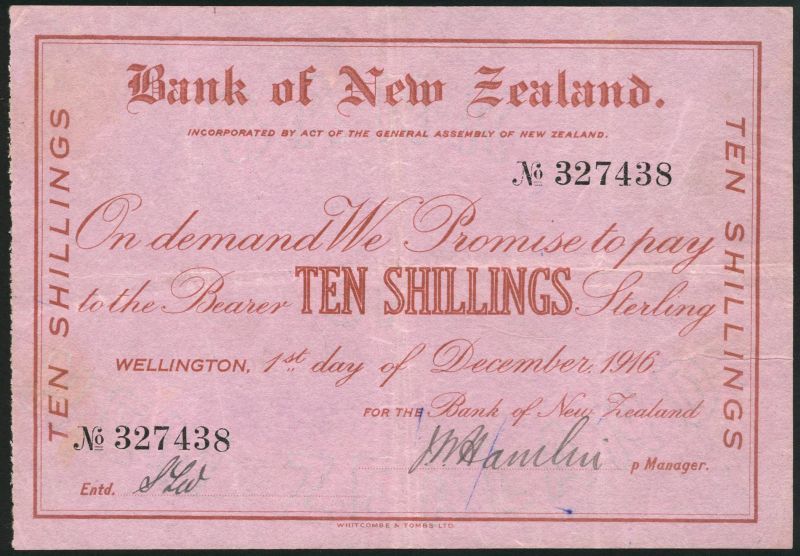 Bank of New Zealand.
INCORPORATED BY ACT OF THE GENERAL ASSEMBLY OF NEW ZEALAND.
No 327438
TEN SHILLINGS
On demand We Promise to pay
to the Bearer TEN SHILLINGS Sterling
TEN SHILLINGS
WELLINGTON, 1st day of December, 1916.
FOR THE Bank of New Zealand
No 327438
p Manager.
Entd.
WHITCOMBE & TOMBS LTD.